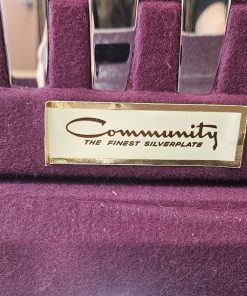 Community
THE FINEST SILVERPLATE